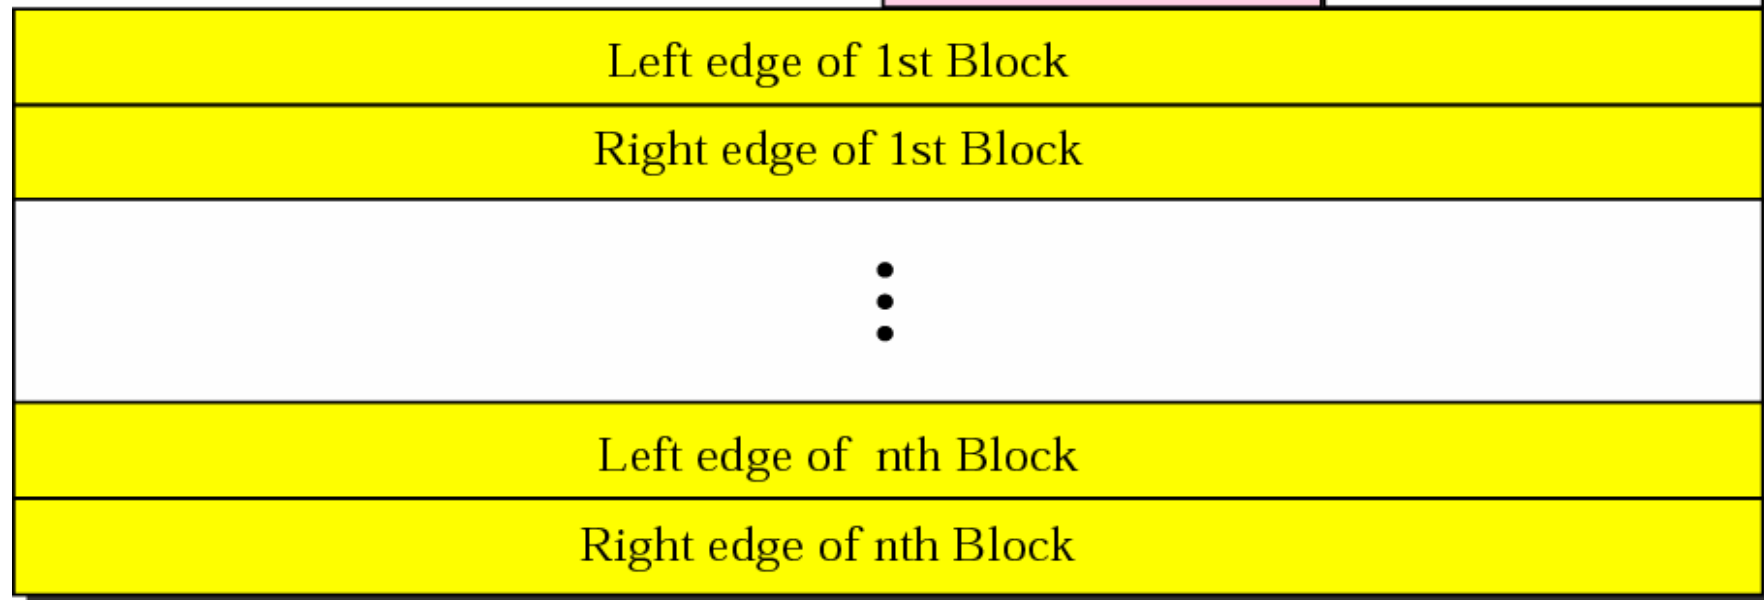 Left edge of 1st Block
Right edge of 1st Block
Left edge of nth Block
Right edge of nth Block